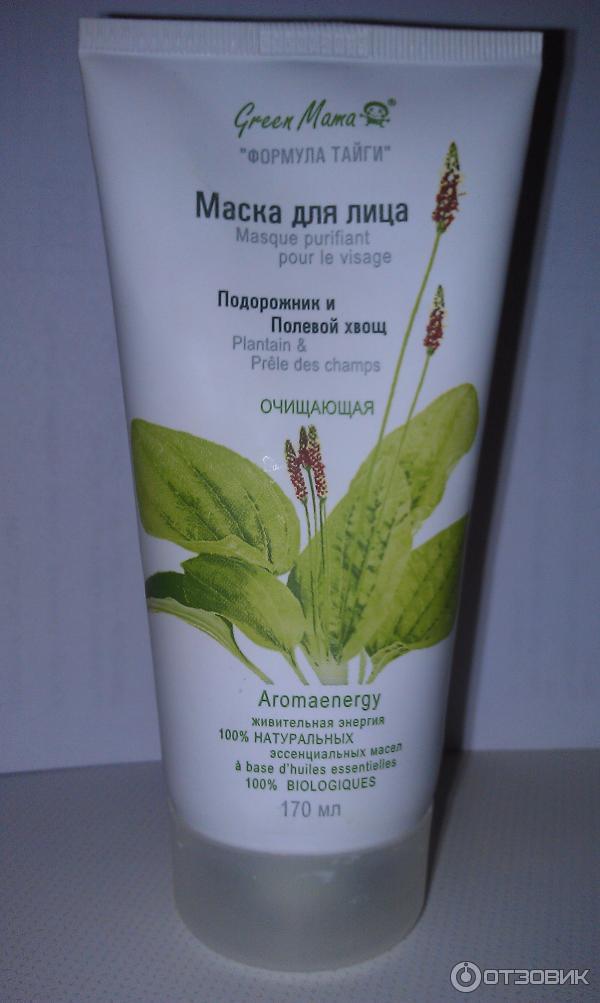 Green Mama®
"ФОРМУЛА ТАЙГИ"
Маска для лица
Masque purifiant
pour le visage
Подорожник и
Полевой хвощ
Plantain &
Prêle des champs
ОЧИЩАЮЩАЯ
Aromaenergy
живительная энергия
100% НАТУРАЛЬНЫХ
эссенциальных масел
à base d'huiles essentielles
100% BIOLOGIQUES
170 мл
ОТЗОВИК